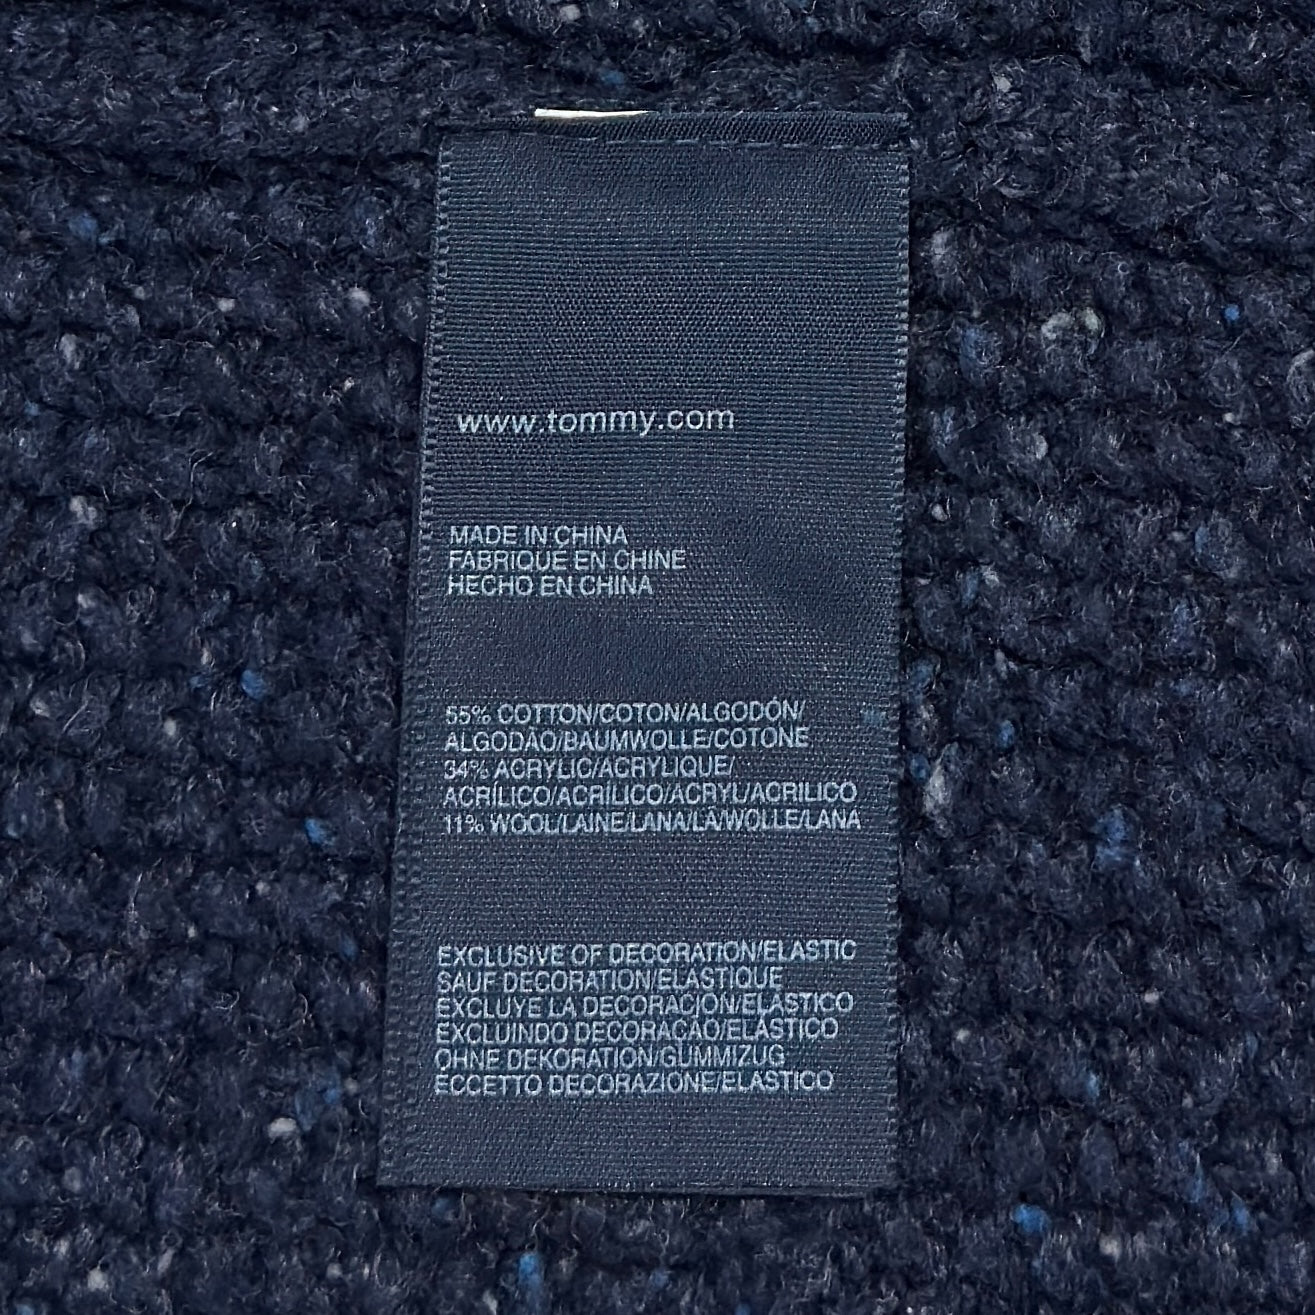 www.tommy.com
MADE IN CHINA
FABRIQUE EN CHINE
HECHO EN CHINA
55% COTTON/COTON/ALGODÓN/
ALGODÃO/BAUMWOLLE/COTONE
34% ACRYLIC/ACRYLIQUE/
ACRÍLICO/ACRÍLICO/ACRYL/ACRILICO
11% WOOL/LAINE/LANA/LÃ/WOLLE/LANA
EXCLUSIVE OF DECORATION/ELASTIC
SAUF DECORATION/ELASTIQUE
EXCLUYE LA DECORACIÓN/ELÁSTICO
EXCLUINDO DECORAÇÃO/ELÁSTICO
OHNE DEKORATION/GUMMIZUG
ECCETTO DECORAZIONE/ELASTICO